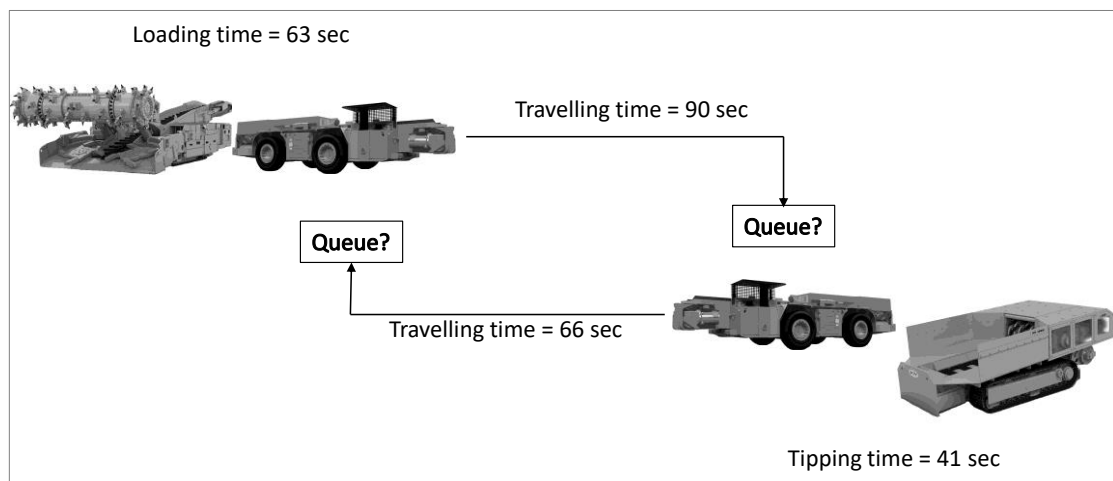 Loading time = 63 sec
Travelling time = 90 sec
Queue?
Queue?
Travelling time = 66 sec
Tipping time = 41 sec